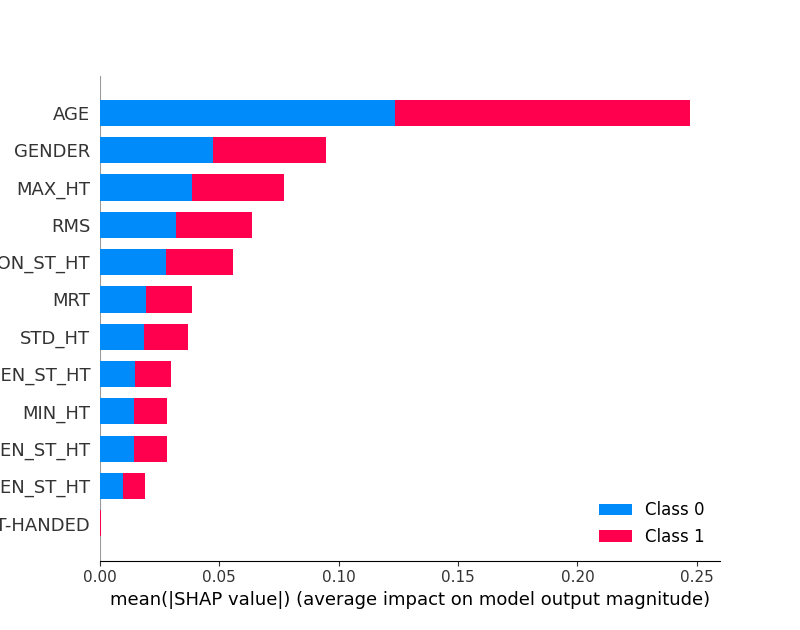 AGE
GENDER
MAX_HT
RMS
ON_ST_HT
MRT
STD_HT
EN_ST_HT
MIN_HT
EN_ST_HT
EN_ST_HT
T-HANDED
Class 0
Class 1
0.00 0.05 0.10 0.15 0.20 0.25
mean(|SHAP value|) (average impact on model output magnitude)